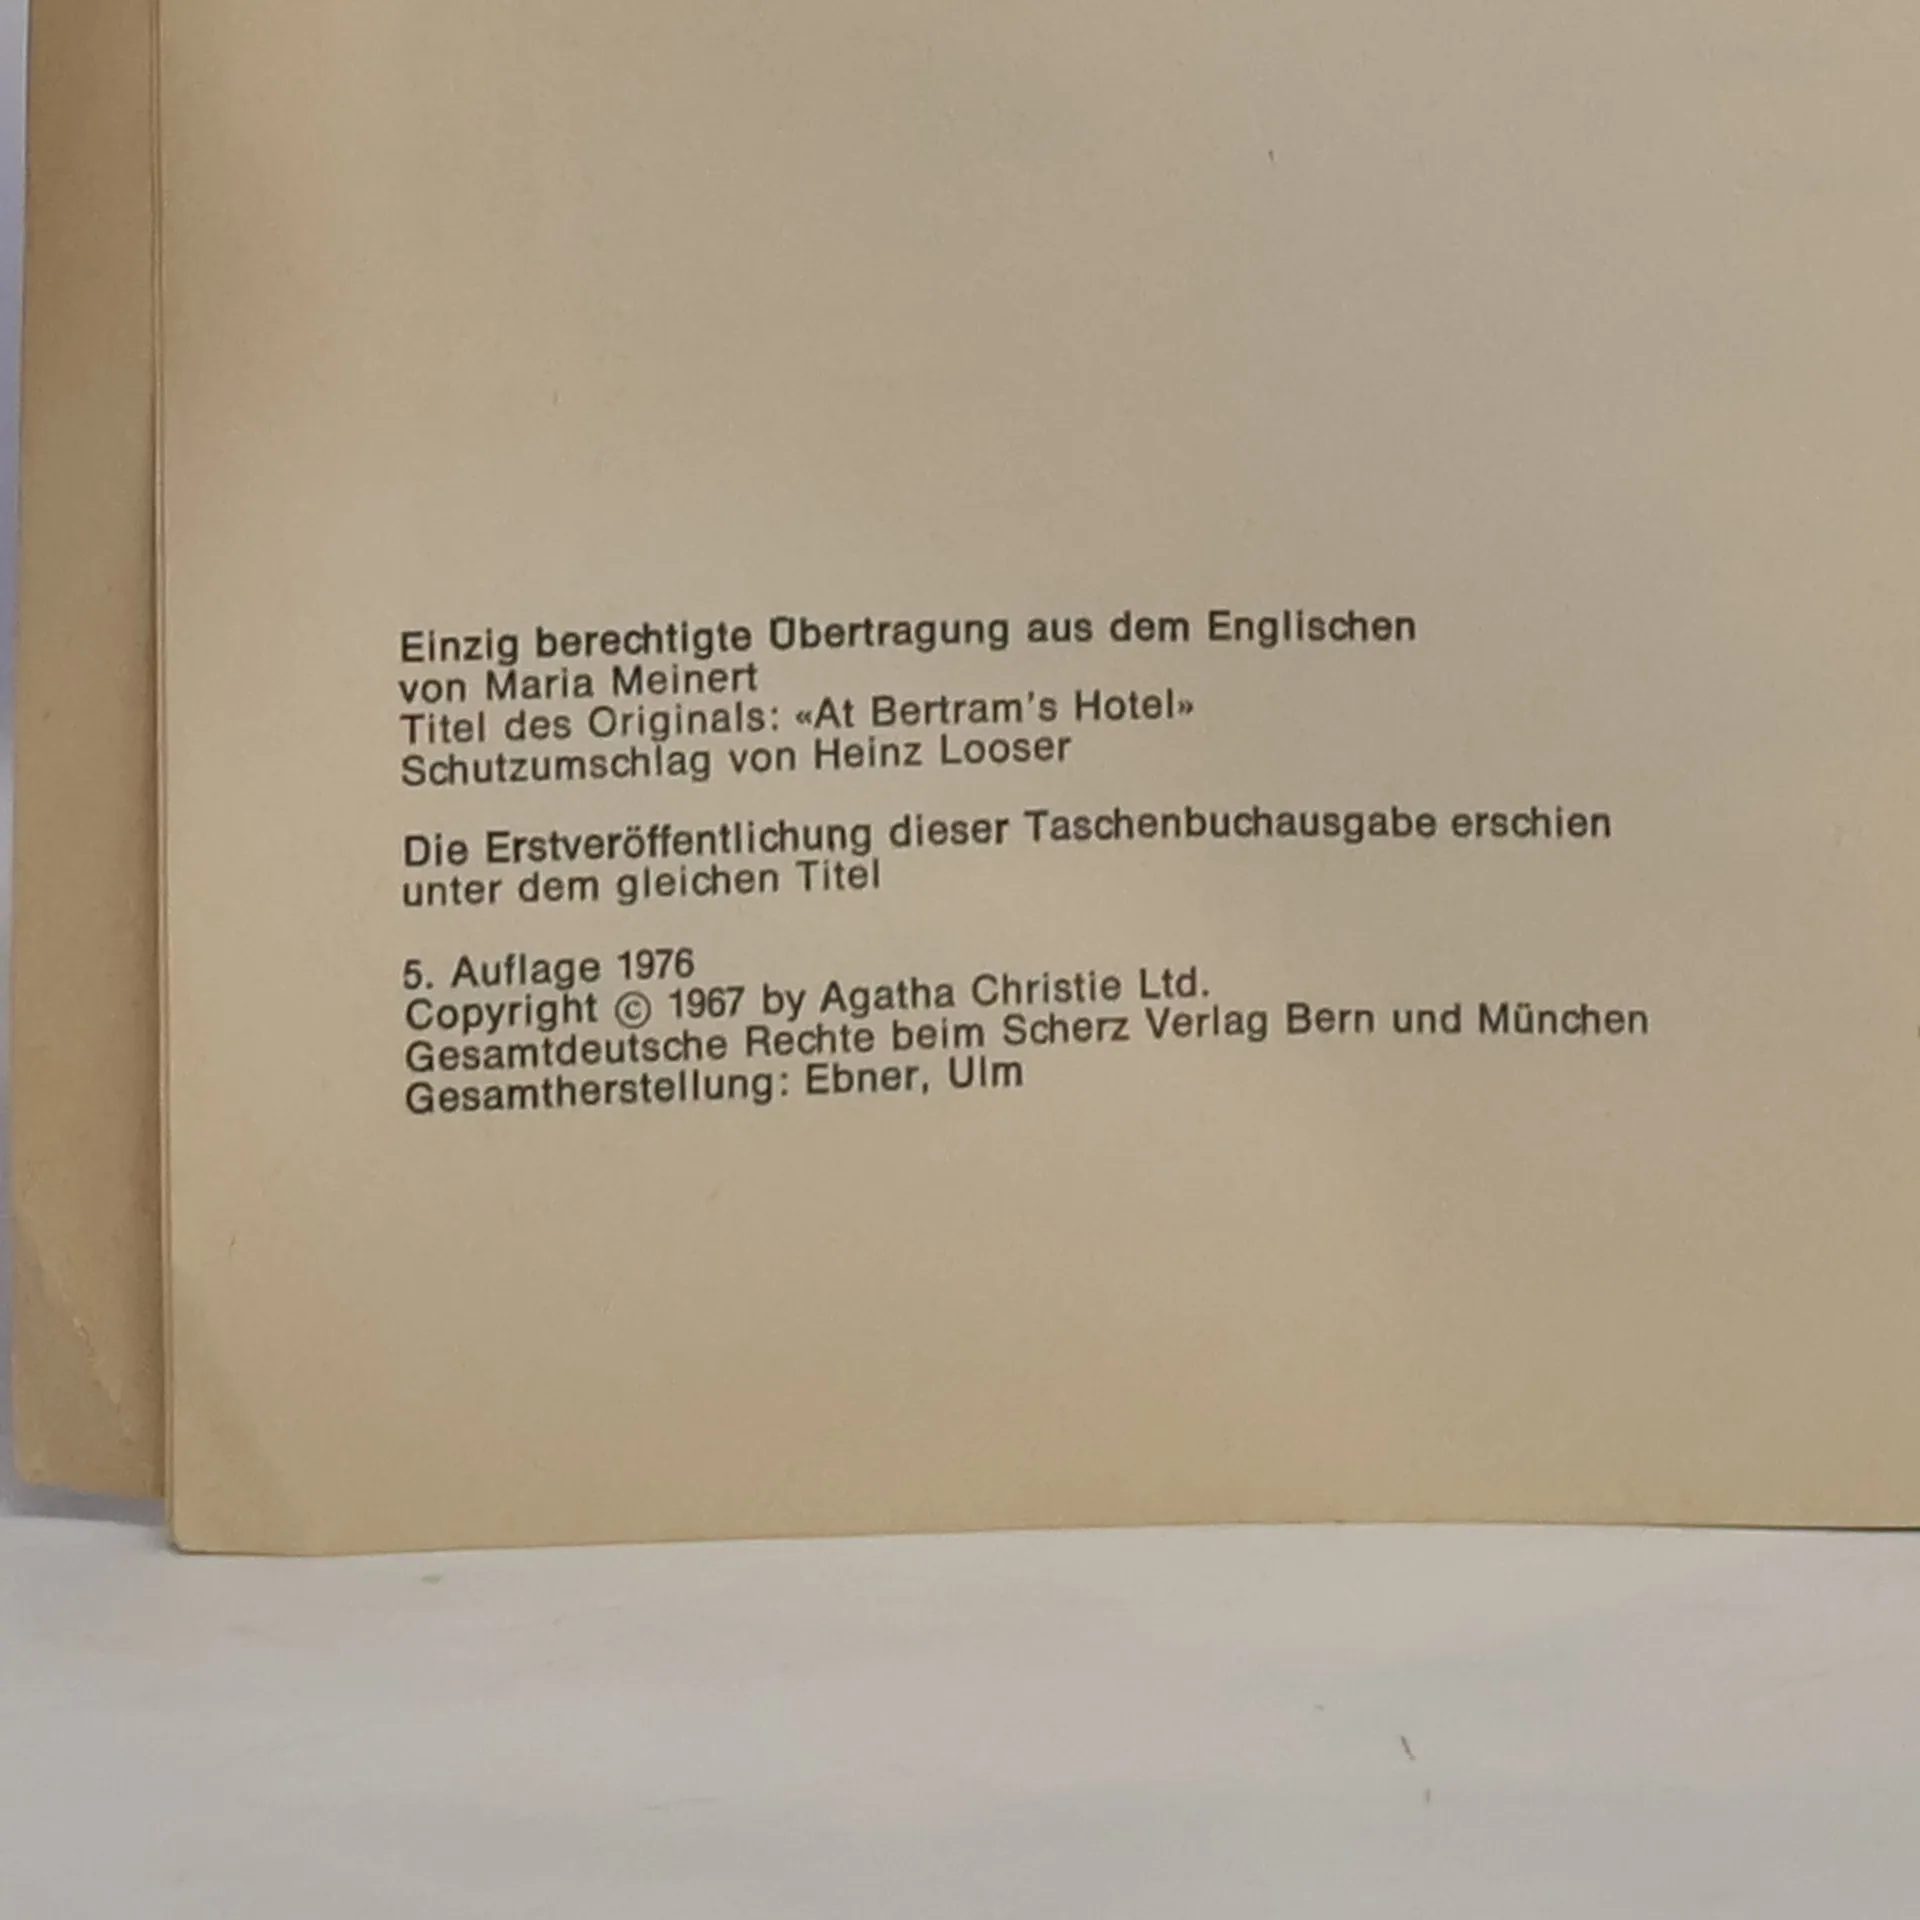 Einzig berechtigte Übertragung aus dem Englischen
von Maria Meinert
Titel des Originals: «At Bertram's Hotel»
Schutzumschlag von Heinz Looser
Die Erstveröffentlichung dieser Taschenbuchausgabe erschien
unter dem gleichen Titel
5. Auflage 1976
Copyright © 1967 by Agatha Christie Ltd.
Gesamtdeutsche Rechte beim Scherz Verlag Bern und München
Gesamtherstellung: Ebner, Ulm